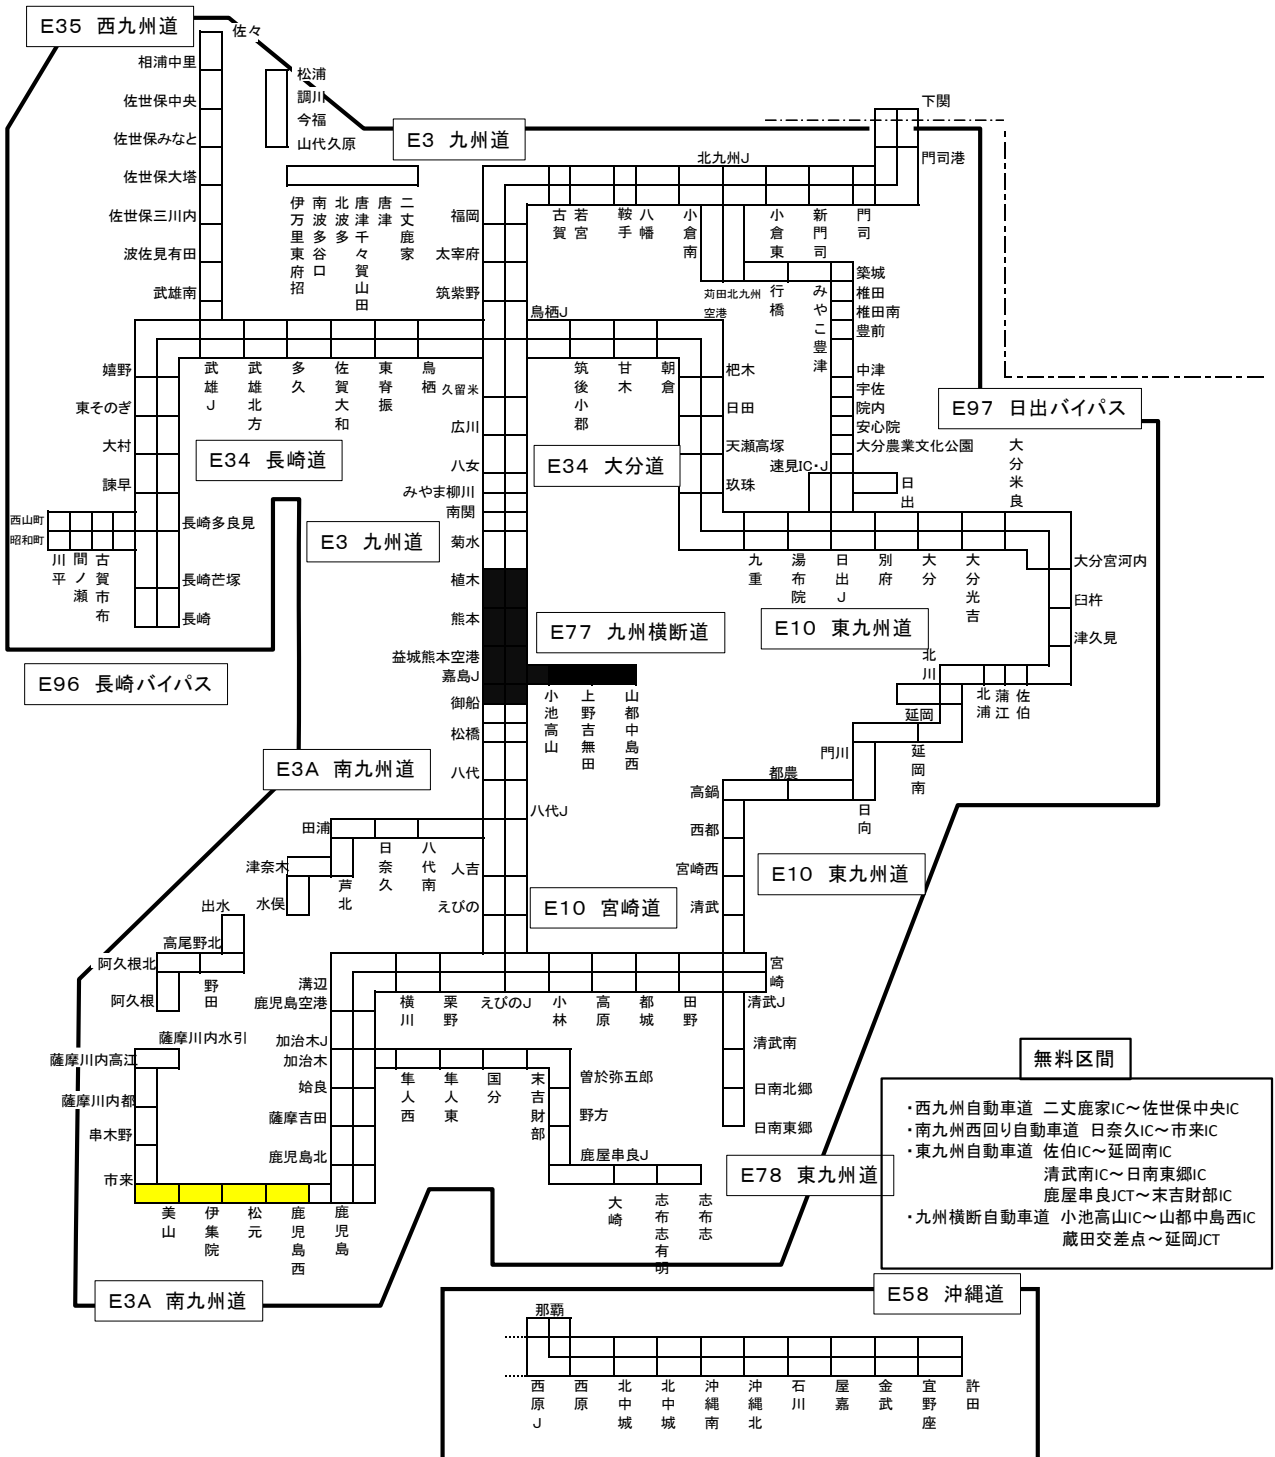 E35 西九州道
佐々
相浦中里
佐世保中央
佐世保みなと
佐世保大塔
佐世保三川内
波佐見有田
武雄南
松浦
調川
今福
山代久原
伊万里東府招
南波多谷口
北波多
唐津千々賀山田
唐津
二丈鹿家
E3 九州道
下関
門司港
北九州J
福岡
太宰府
筑紫野
古賀
若宮
鞍手
八幡
小倉南
小倉東
新門司
門司
苅田北九州
空港
行橋
みやこ豊津
築城
椎田
椎田南
豊前
中津
宇佐
院内
安心院
大分農業文化公園
速見IC・J
日出
鳥栖J
嬉野
東そのぎ
大村
諫早
武雄J
武雄北方
多久
佐賀大和
東脊振
鳥栖
久留米
広川
八女
みやま柳川
南関
菊水
植木
熊本
益城熊本空港
嘉島J
御船
松橋
八代
筑後小郡
甘木
朝倉
杷木
日田
天瀬高塚
玖珠
E97 日出バイパス
大分米良
E34 長崎道
E34 大分道
E3 九州道
西山町
昭和町
川平
間ノ瀬
古賀市布
長崎多良見
長崎芒塚
長崎
九重
湯布院
日出J
別府
大分
大分光吉
大分宮河内
臼杵
津久見
E77 九州横断道
E10 東九州道
E96 長崎バイパス
小池高山
上野吉無田
山都中島西
北川
北浦
蒲江
佐伯
延岡
延岡南
門川
日向
都農
高鍋
西都
宮崎西
清武
E3A 南九州道
八代J
田浦
日奈久
八代南
人吉
えびの
津奈木
芦北
水俣
E10 東九州道
E10 宮崎道
出水
高尾野北
阿久根北
野田
阿久根
溝辺
鹿児島空港
加治木J
加治木
姶良
薩摩吉田
鹿児島北
横川
栗野
えびのJ
小林
高原
都城
田野
宮崎
清武J
清武南
日南北郷
日南東郷
隼人西
隼人東
国分
末吉財部
曽於弥五郎
野方
鹿屋串良J
大崎
志布志有明
志布志
E78 東九州道
薩摩川内水引
薩摩川内高江
薩摩川内都
串木野
市来
美山
伊集院
松元
鹿児島西
鹿児島
E3A 南九州道
無料区間
・西九州自動車道 二丈鹿家IC～佐世保中央IC
・南九州西回り自動車道 日奈久IC～市来IC
・東九州自動車道 佐伯IC～延岡南IC
清武南IC～日南東郷IC
鹿屋串良JCT～末吉財部IC
・九州横断自動車道 小池高山IC～山都中島西IC
蔵田交差点～延岡JCT
E58 沖縄道
那覇
西原J
西原
北中城
北中城
沖縄南
沖縄北
石川
屋嘉
金武
宜野座
許田